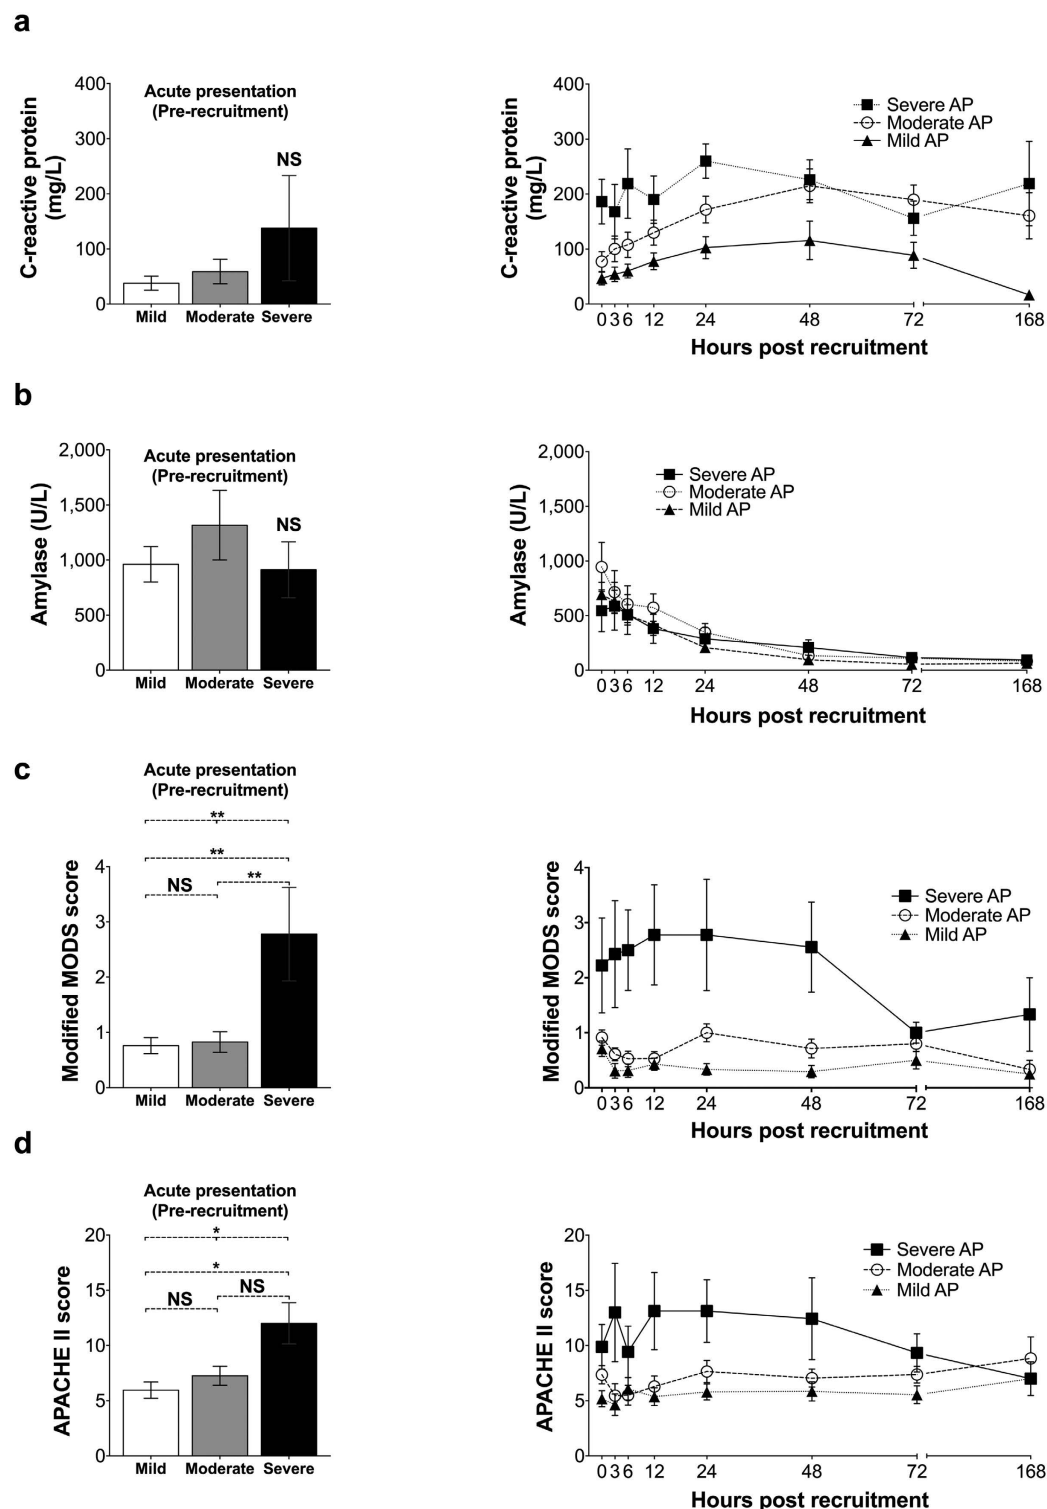 a
Acute presentation
(Pre-recruitment)
C-reactive protein
(mg/L)
400
300
200
100
0
NS
Mild Moderate Severe
C-reactive protein
(mg/L)
400
300
200
100
0
Severe AP
Moderate AP
Mild AP
0 3 6 12 24 48 72 168
Hours post recruitment
b
Acute presentation
(Pre-recruitment)
Amylase (U/L)
2,000
1,500
1,000
500
0
NS
Mild Moderate Severe
Amylase (U/L)
2,000
1,500
1,000
500
0
Severe AP
Moderate AP
Mild AP
0 3 6 12 24 48 72 168
Hours post recruitment
c
Acute presentation
(Pre-recruitment)
**
**
NS **
Modified MODS score
4
3
2
1
0
Mild Moderate Severe
Modified MODS score
4
3
2
1
0
Severe AP
Moderate AP
Mild AP
0 3 6 12 24 48 72 168
Hours post recruitment
d
Acute presentation
(Pre-recruitment)
*
*
NS
NS
APACHE II score
20
15
10
5
0
Mild Moderate Severe
APACHE II score
20
15
10
5
0
Severe AP
Moderate AP
Mild AP
0 3 6 12 24 48 72 168
Hours post recruitment